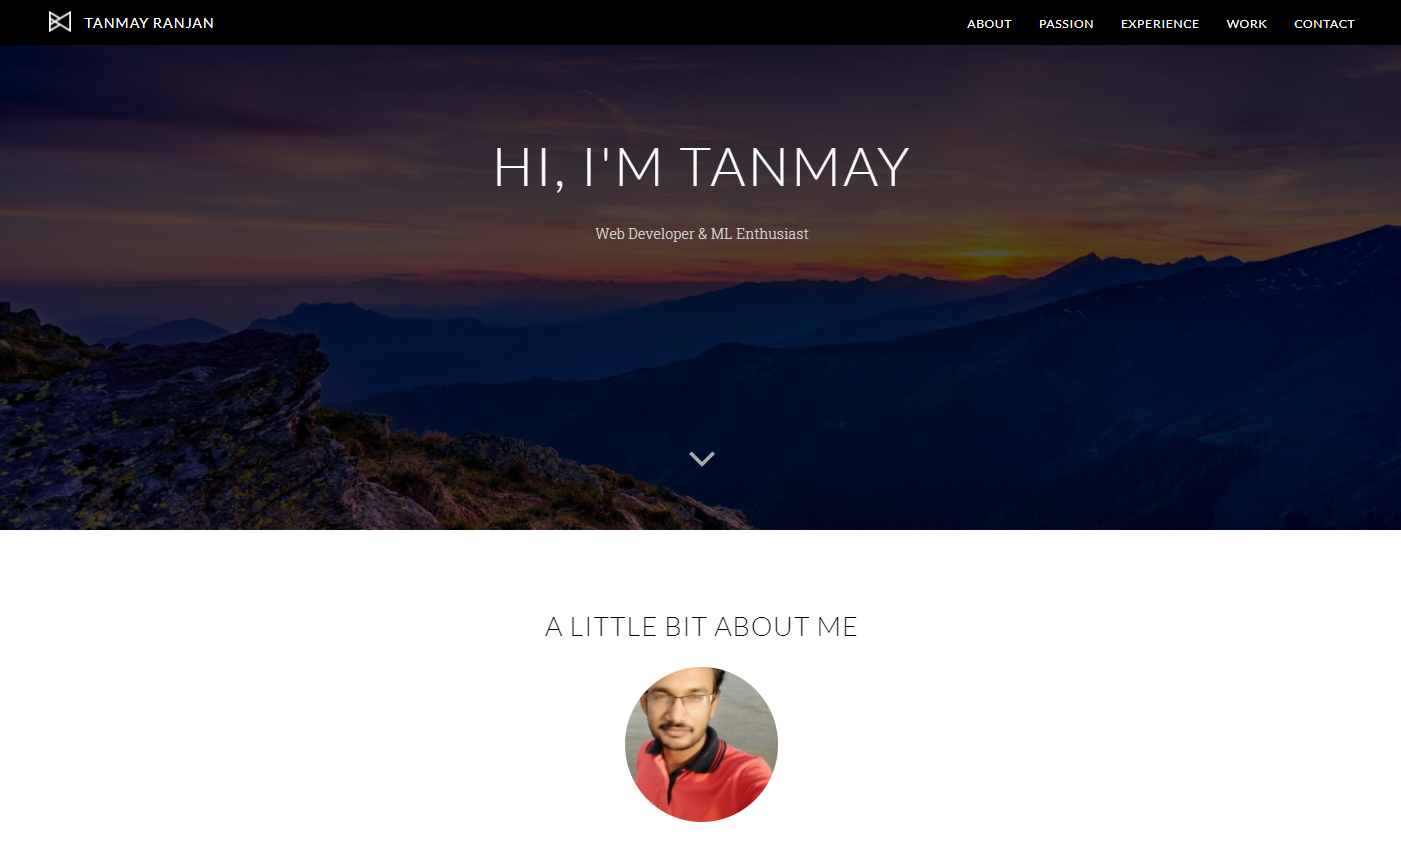 TANMAY RANJAN
ABOUT PASSION EXPERIENCE WORK CONTACT
HI, I'M TANMAY
Web Developer & ML Enthusiast
A LITTLE BIT ABOUT ME